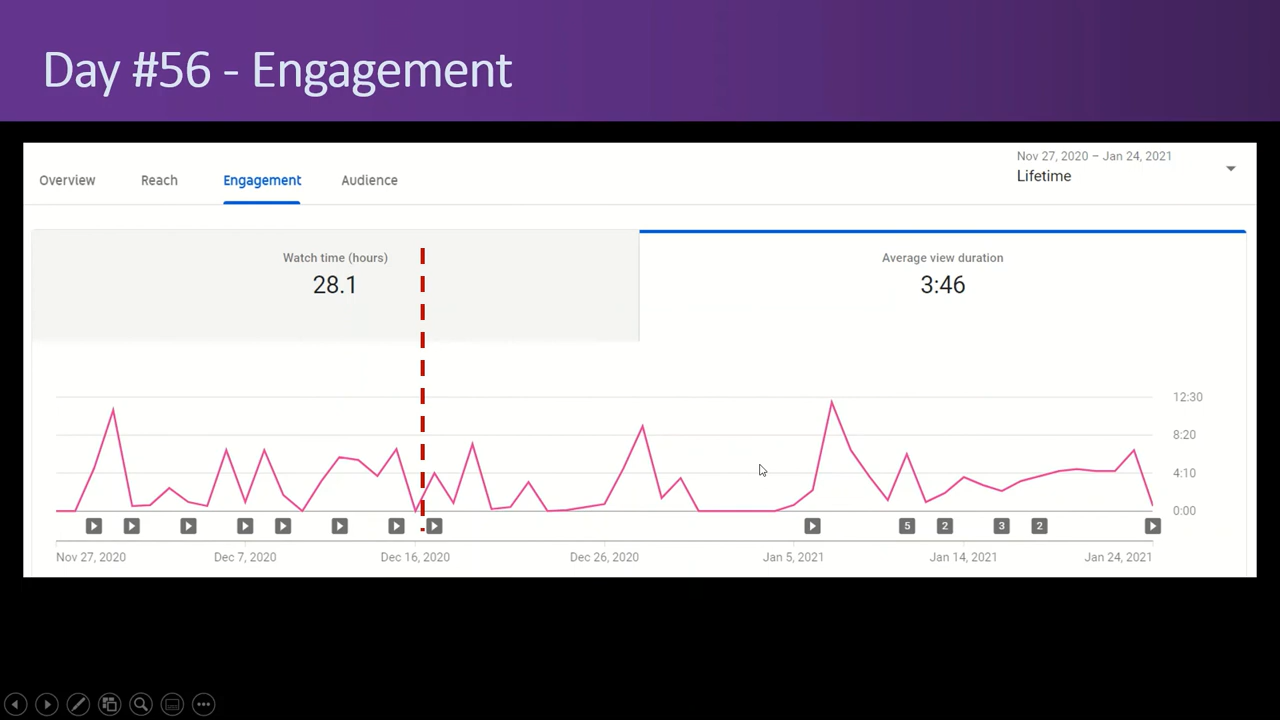 Day #56 - Engagement
Nov 27, 2020 – Jan 24, 2021
Lifetime
Overview Reach Engagement Audience
Watch time (hours)
28.1
Average view duration
3:46
12:30
8:20
4:10
0:00
5 2 3 2
Nov 27, 2020 Dec 7, 2020 Dec 16, 2020 Dec 26, 2020 Jan 5, 2021 Jan 14, 2021 Jan 24, 2021